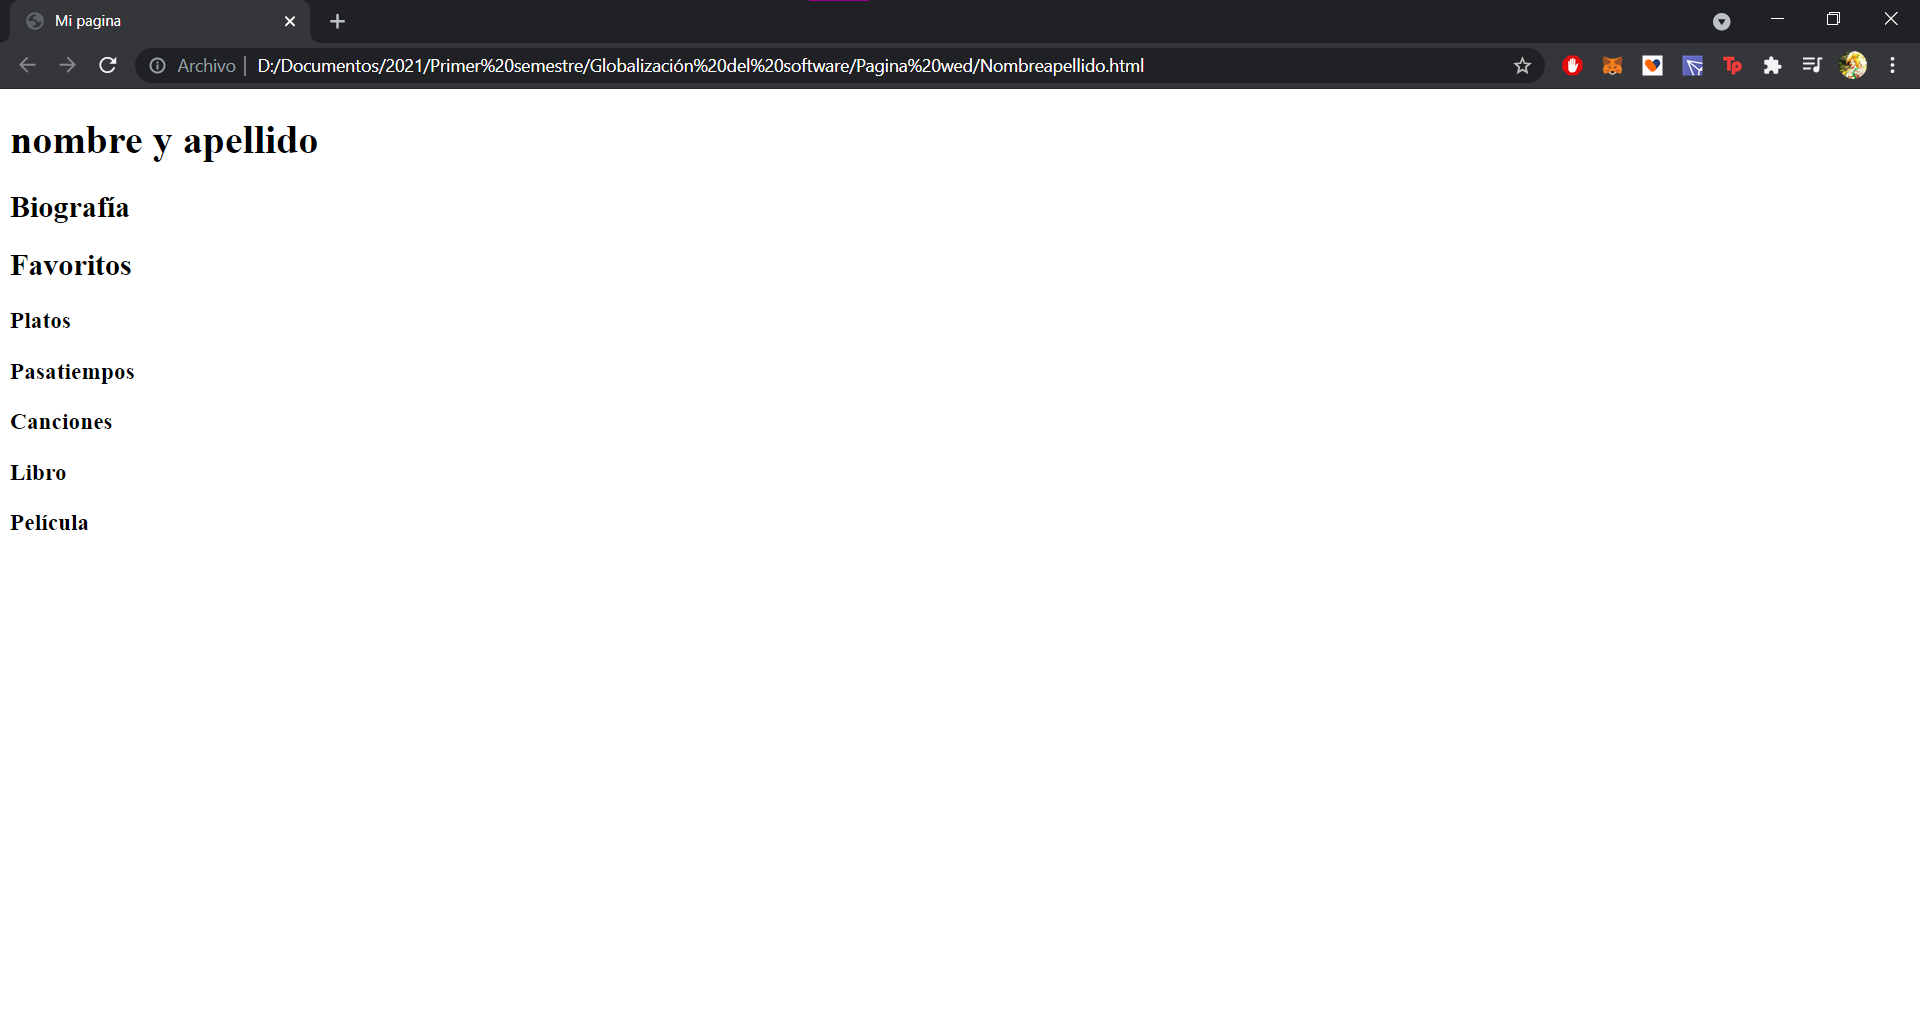 Mi pagina
Archivo | D:/Documentos/2021/Primer%20semestre/Globalización%20del%20software/Pagina%20wed/Nombreapellido.html
Tp
nombre y apellido
Biografía
Favoritos
Platos
Pasatiempos
Canciones
Libro
Película